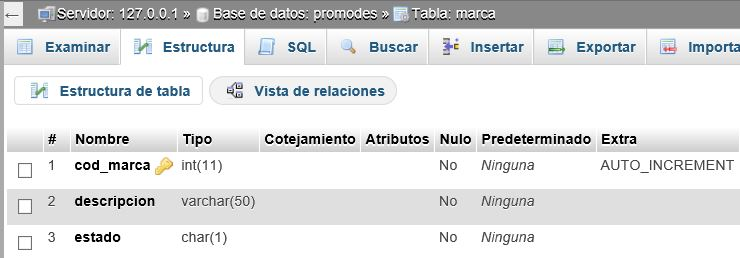 Servidor: 127.0.0.1 » Base de datos: promodes » Tabla: marca
Examinar Estructura SQL Buscar Insertar Exportar Importa
Estructura de tabla Vista de relaciones
# Nombre Tipo Cotejamiento Atributos Nulo Predeterminado Extra
1 cod_marca int(11) No Ninguna AUTO_INCREMENT
2 descripcion varchar(50) No Ninguna
3 estado char(1) No Ninguna